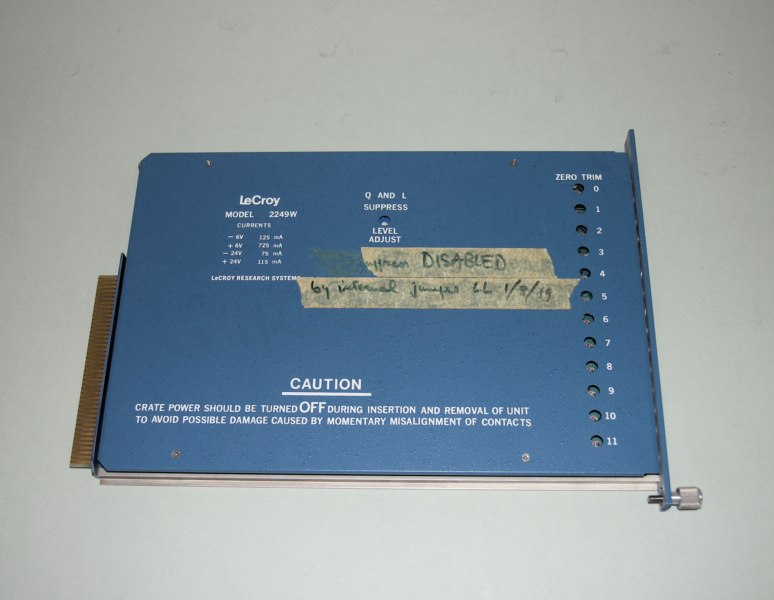 LeCroy
MODEL 2249W
CURRENTS
− 6V 125 mA
+ 6V 725 mA
− 24V 75 mA
+ 24V 115 mA
LeCROY RESEARCH SYSTEMS
Q AND L
SUPPRESS
LEVEL
ADJUST
DISABLED
by internal jumper LL
ZERO TRIM
0
1
2
3
4
5
6
7
8
9
10
11
CAUTION
CRATE POWER SHOULD BE TURNED OFF DURING INSERTION AND REMOVAL OF UNIT
TO AVOID POSSIBLE DAMAGE CAUSED BY MOMENTARY MISALIGNMENT OF CONTACTS